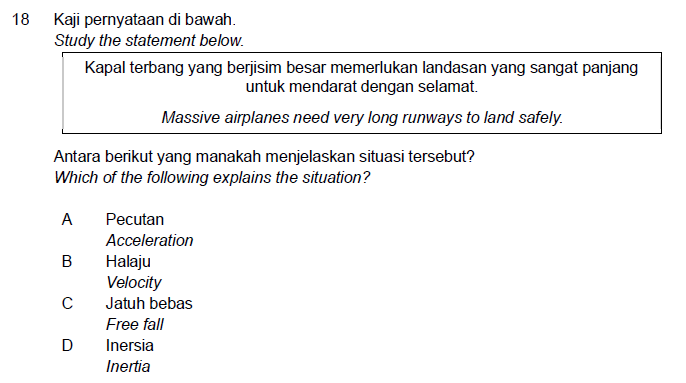 18 Kaji pernyataan di bawah.
Study the statement below.
Kapal terbang yang berjisim besar memerlukan landasan yang sangat panjang
untuk mendarat dengan selamat.
Massive airplanes need very long runways to land safely.
Antara berikut yang manakah menjelaskan situasi tersebut?
Which of the following explains the situation?
A Pecutan
Acceleration
B Halaju
Velocity
C Jatuh bebas
Free fall
D Inersia
Inertia